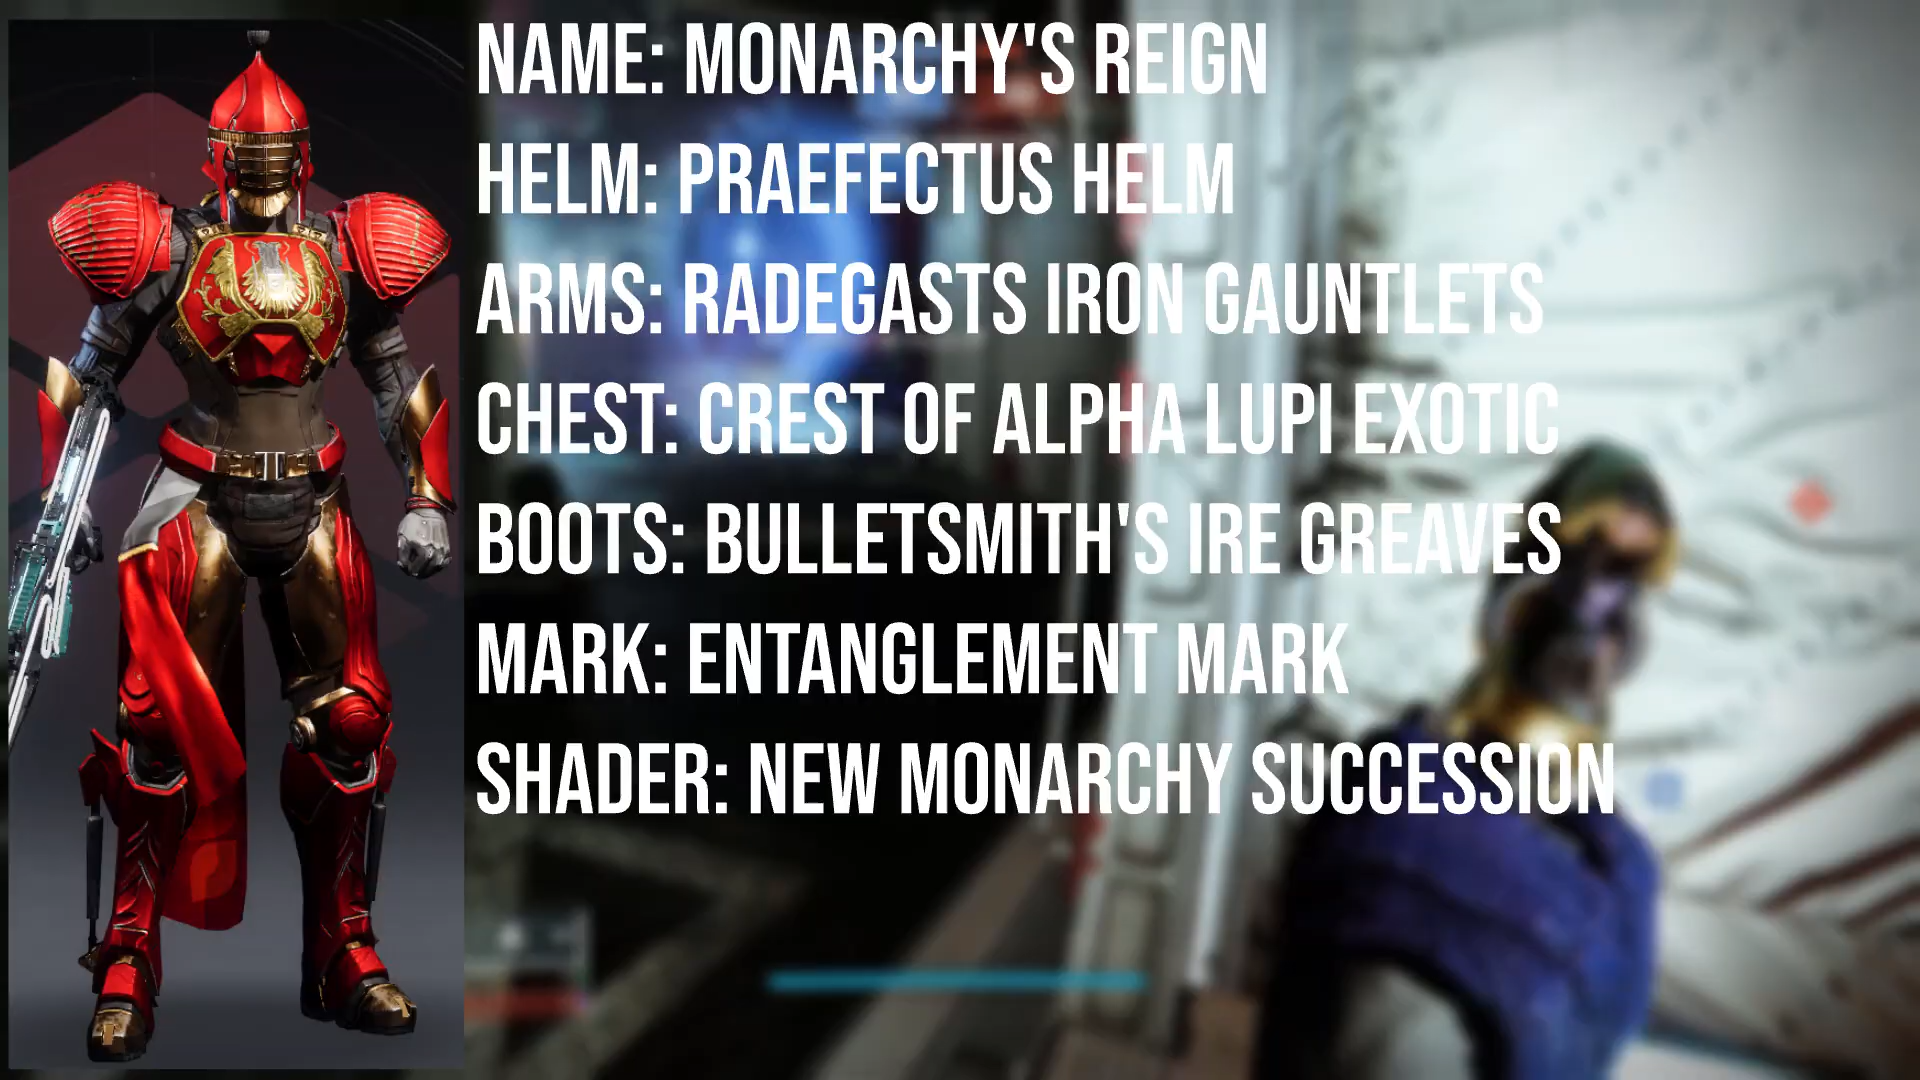 NAME: MONARCHY'S REIGN
HELM: PRAEFECTUS HELM
ARMS: RADEGASTS IRON GAUNTLETS
CHEST: CREST OF ALPHA LUPI EXOTIC
BOOTS: BULLETSMITH'S IRE GREAVES
MARK: ENTANGLEMENT MARK
SHADER: NEW MONARCHY SUCCESSION